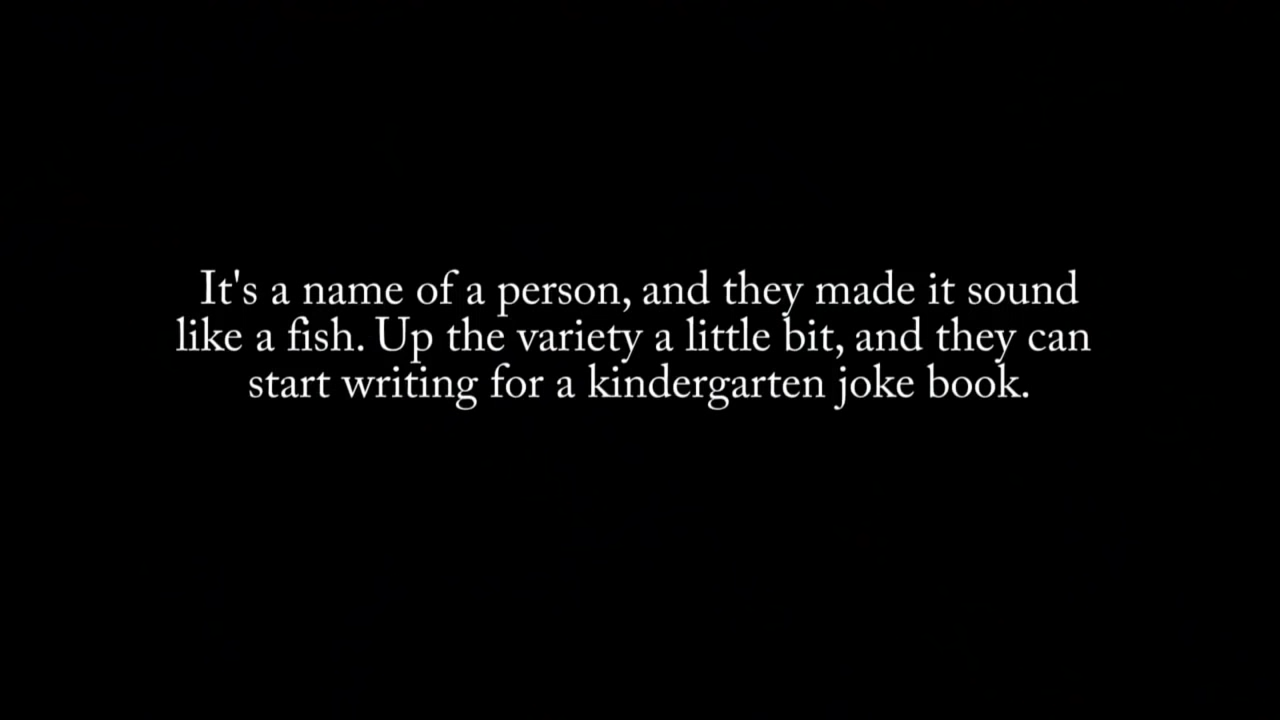 It's a name of a person, and they made it sound
like a fish. Up the variety a little bit, and they can
start writing for a kindergarten joke book.